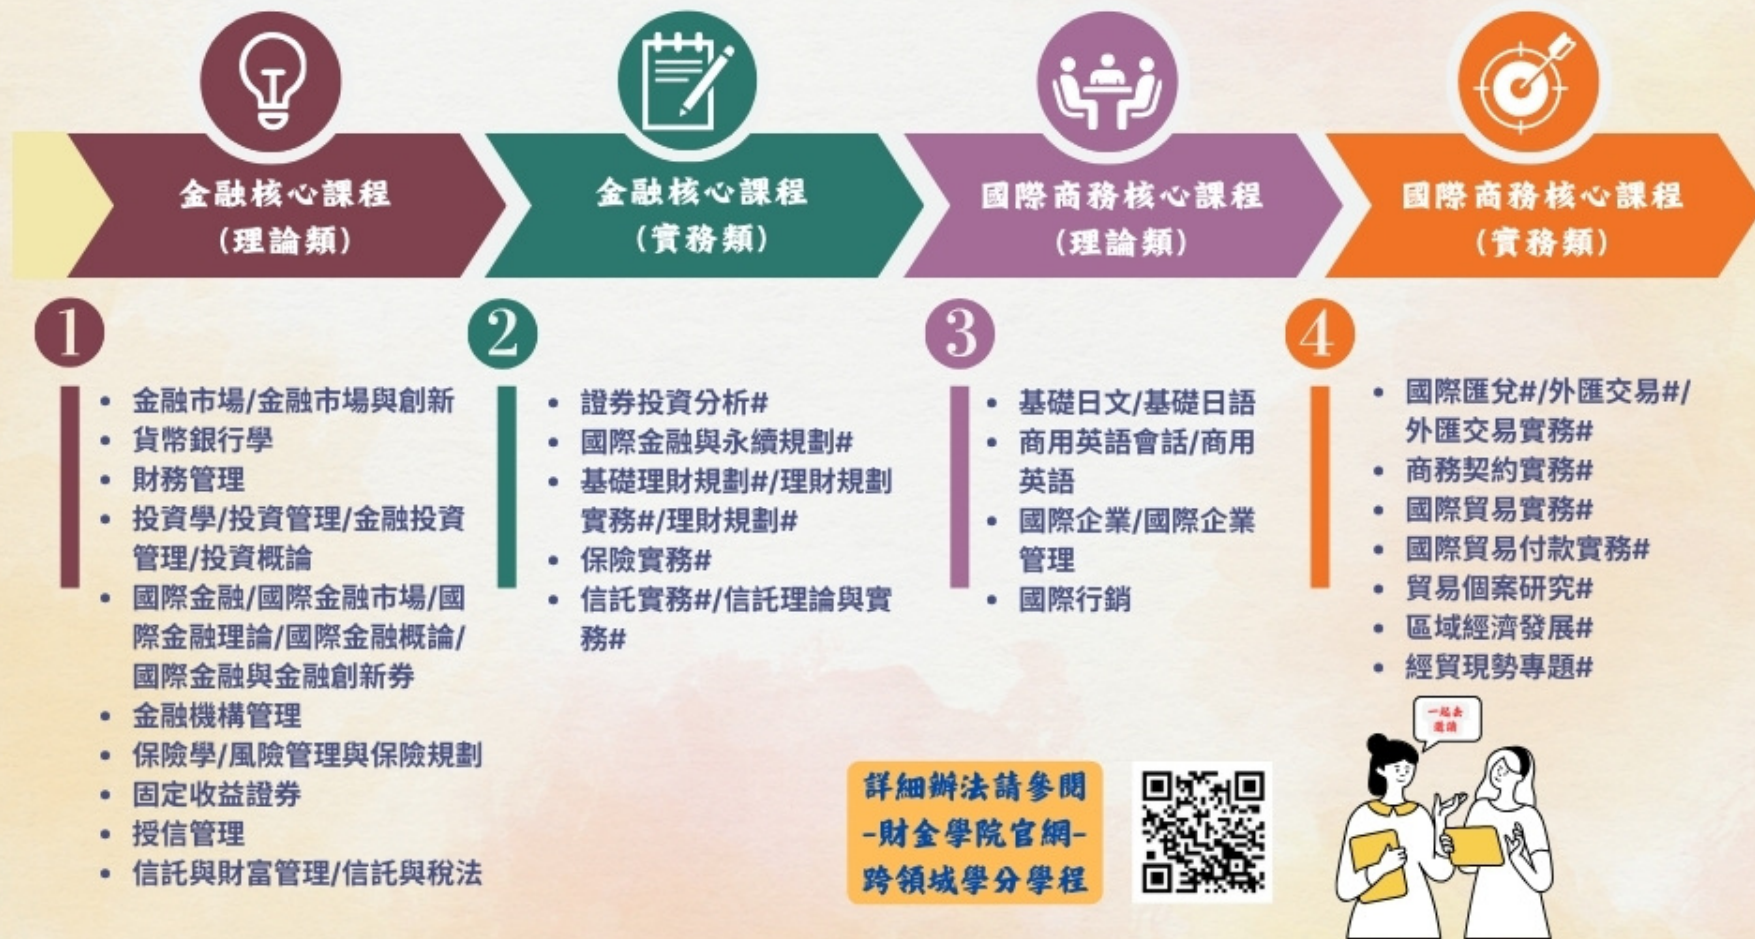 金融核心課程
(理論類)
金融核心課程
(實務類)
國際商務核心課程
(理論類)
國際商務核心課程
(實務類)
1
• 金融市場/金融市場與創新
• 貨幣銀行學
• 財務管理
• 投資學/投資管理/金融投資
管理/投資概論
• 國際金融/國際金融市場/國
際金融理論/國際金融概論/
國際金融與金融創新券
• 金融機構管理
• 保險學/風險管理與保險規劃
• 固定收益證券
• 授信管理
• 信託與財富管理/信託與稅法
2
• 證券投資分析#
• 國際金融與永續規劃#
• 基礎理財規劃#/理財規劃
實務#/理財規劃#
• 保險實務#
• 信託實務#/信託理論與實
務#
3
• 基礎日文/基礎日語
• 商用英語會話/商用
英語
• 國際企業/國際企業
管理
• 國際行銷
4
• 國際匯兌#/外匯交易#/
外匯交易實務#
• 商務契約實務#
• 國際貿易實務#
• 國際貿易付款實務#
• 貿易個案研究#
• 區域經濟發展#
• 經貿現勢專題#
一起去
選讀
詳細辦法請參閱
-財金學院官網-
跨領域學分學程